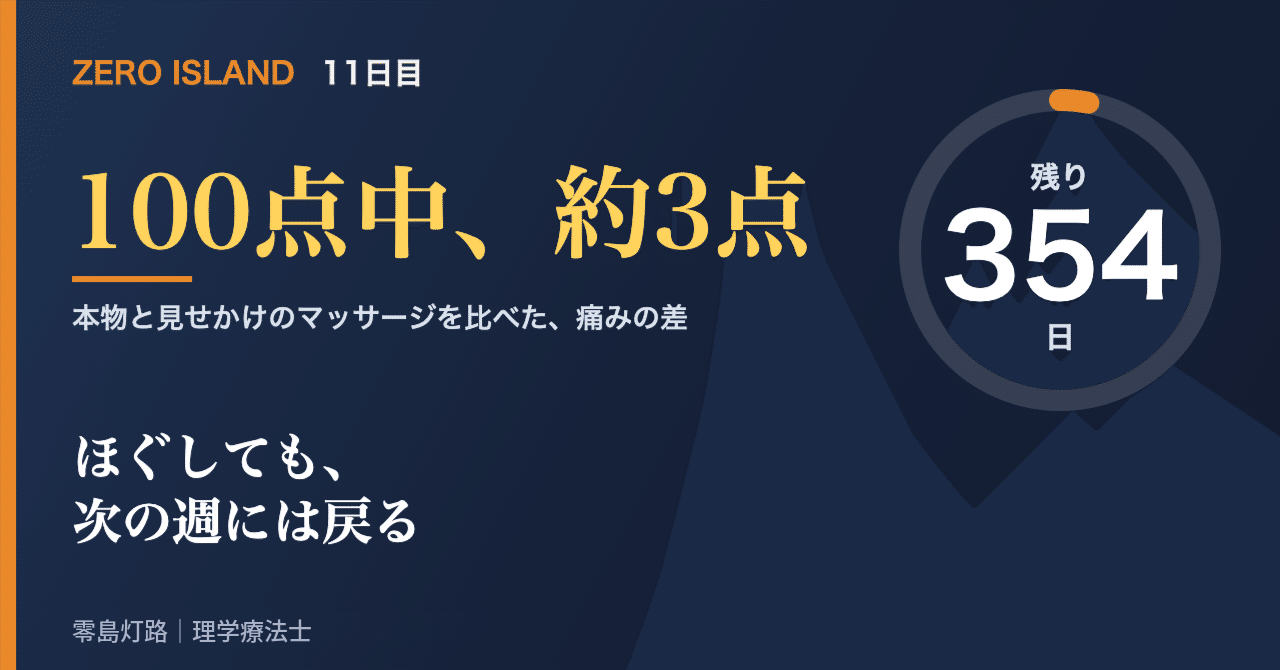 ZERO ISLAND 11日目
100点中、約3点
本物と見せかけのマッサージを比べた、痛みの差
残り
354
日
ほぐしても、
次の週には戻る
零島灯路｜理学療法士